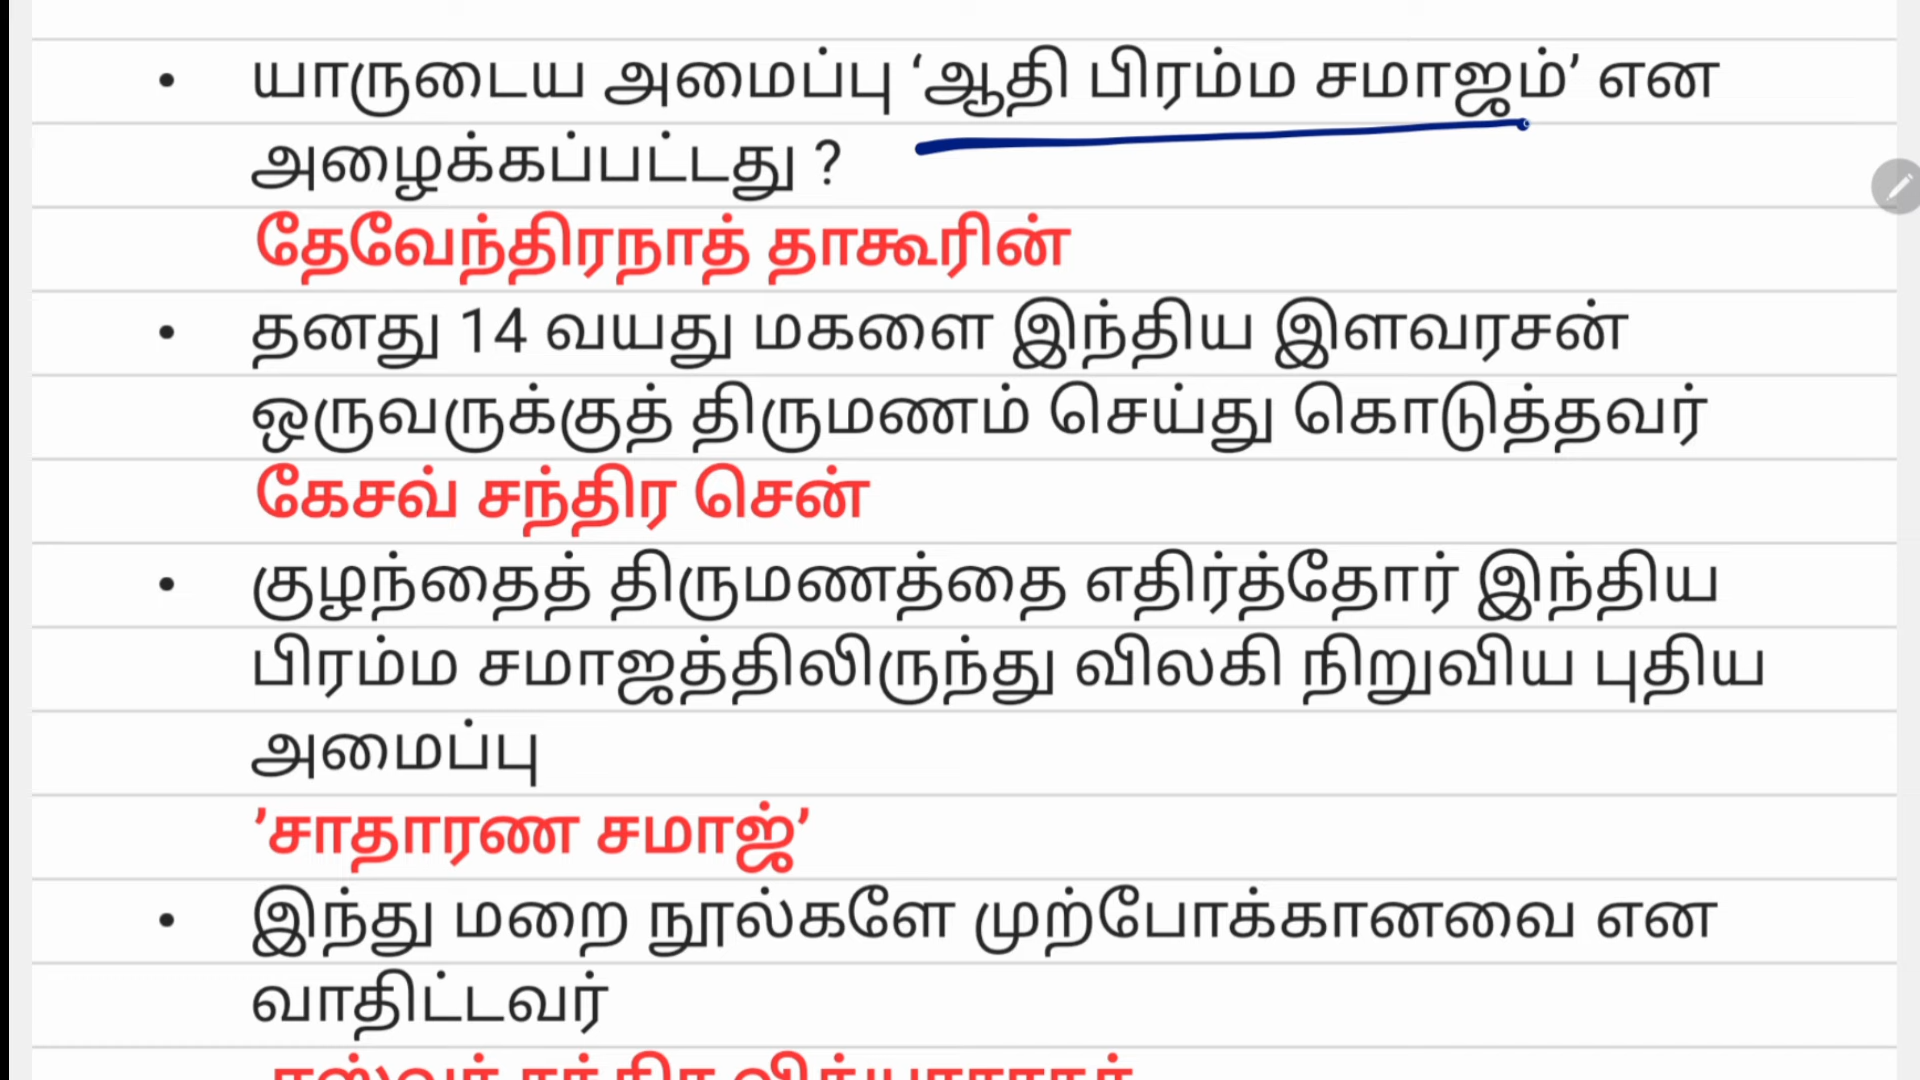 • யாருடைய அமைப்பு ‘ஆதி பிரம்ம சமாஜம்’ என
அழைக்கப்பட்டது ?
தேவேந்திரநாத் தாகூரின்
• தனது 14 வயது மகளை இந்திய இளவரசன்
ஒருவருக்குத் திருமணம் செய்து கொடுத்தவர்
கேசவ் சந்திர சென்
• குழந்தைத் திருமணத்தை எதிர்த்தோர் இந்திய
பிரம்ம சமாஜத்திலிருந்து விலகி நிறுவிய புதிய
அமைப்பு
’சாதாரண சமாஜ்’
• இந்து மறை நூல்களே முற்போக்கானவை என
வாதிட்டவர்